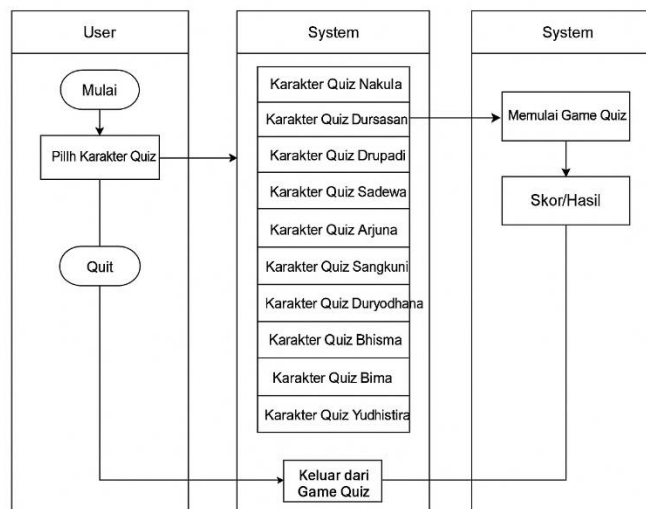 User
System
System
Mulai
Pillh Karakter Quiz
Quit
Karakter Quiz Nakula
Karakter Quiz Dursasan
Karakter Quiz Drupadi
Karakter Quiz Sadewa
Karakter Quiz Arjuna
Karakter Quiz Sangkuni
Karakter Quiz Duryodhana
Karakter Quiz Bhisma
Karakter Quiz Bima
Karakter Quiz Yudhistira
Keluar dari
Game Quiz
Memulai Game Quiz
Skor/Hasil